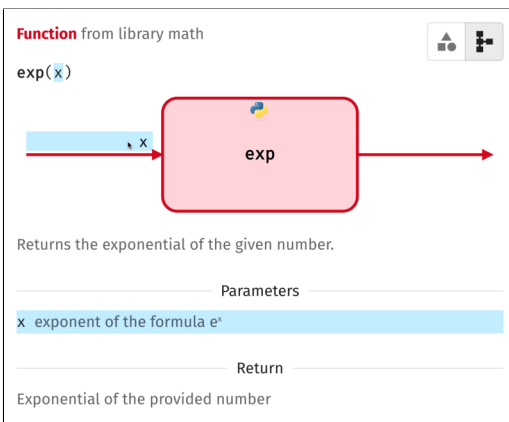 Function from library math
exp(x)
x
exp
Returns the exponential of the given number.
Parameters
x exponent of the formula eˣ
Return
Exponential of the provided number